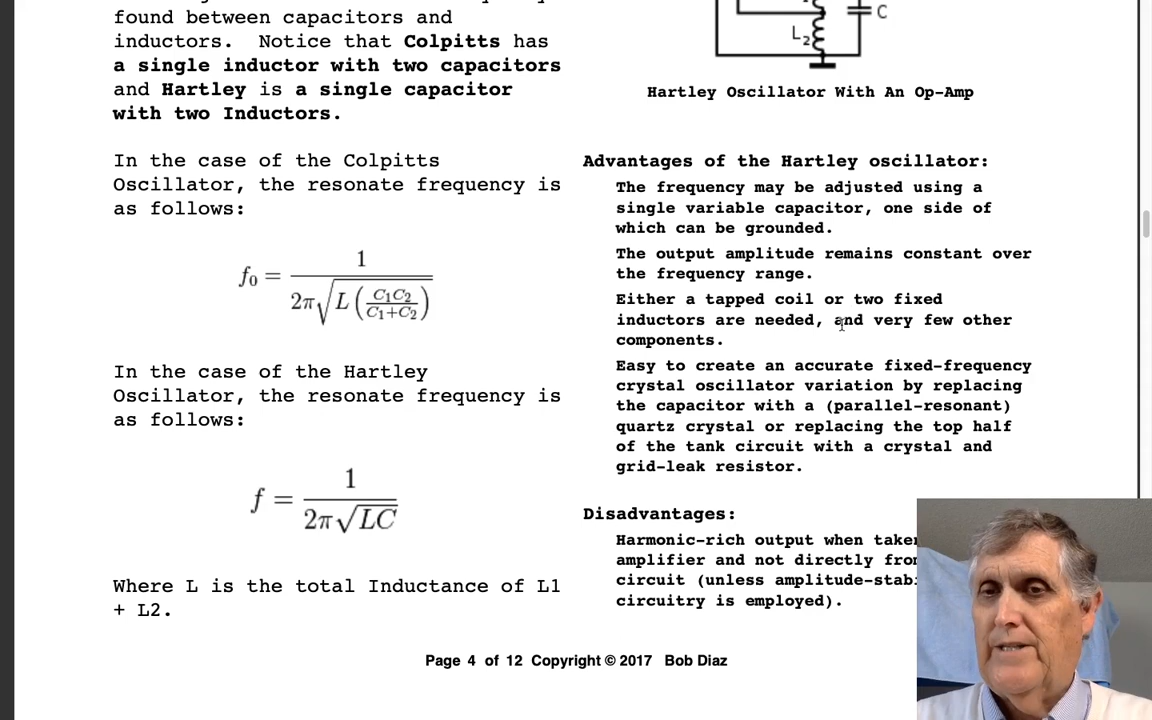 found between capacitors and
inductors. Notice that Colpitts has
a single inductor with two capacitors
and Hartley is a single capacitor
with two Inductors.
In the case of the Colpitts
Oscillator, the resonate frequency is
as follows:
f₀ = 1 / 2π√L(C₁C₂ / C₁+C₂)
In the case of the Hartley
Oscillator, the resonate frequency is
as follows:
f = 1 / 2π√LC
Where L is the total Inductance of L1
+ L2.
C
L₂
Hartley Oscillator With An Op-Amp
Advantages of the Hartley oscillator:
The frequency may be adjusted using a
single variable capacitor, one side of
which can be grounded.
The output amplitude remains constant over
the frequency range.
Either a tapped coil or two fixed
inductors are needed, and very few other
components.
Easy to create an accurate fixed-frequency
crystal oscillator variation by replacing
the capacitor with a (parallel-resonant)
quartz crystal or replacing the top half
of the tank circuit with a crystal and
grid-leak resistor.
Disadvantages:
Harmonic-rich output when take
amplifier and not directly fro
circuit (unless amplitude-stab
circuitry is employed).
Page 4 of 12 Copyright © 2017 Bob Diaz